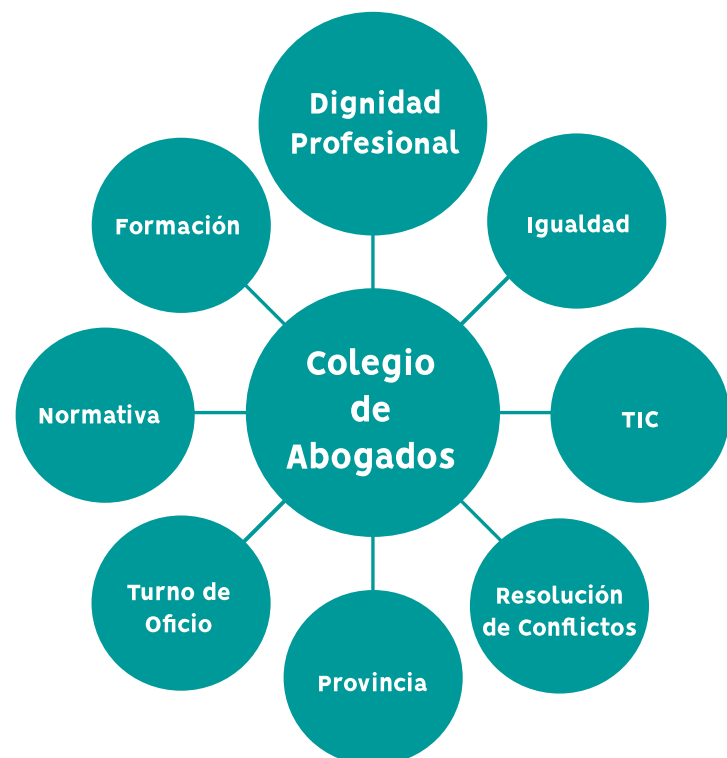 Dignidad
Profesional
Formación
Igualdad
Colegio
de
Abogados
Normativa
TIC
Turno de
Oficio
Resolución
de Conflictos
Provincia